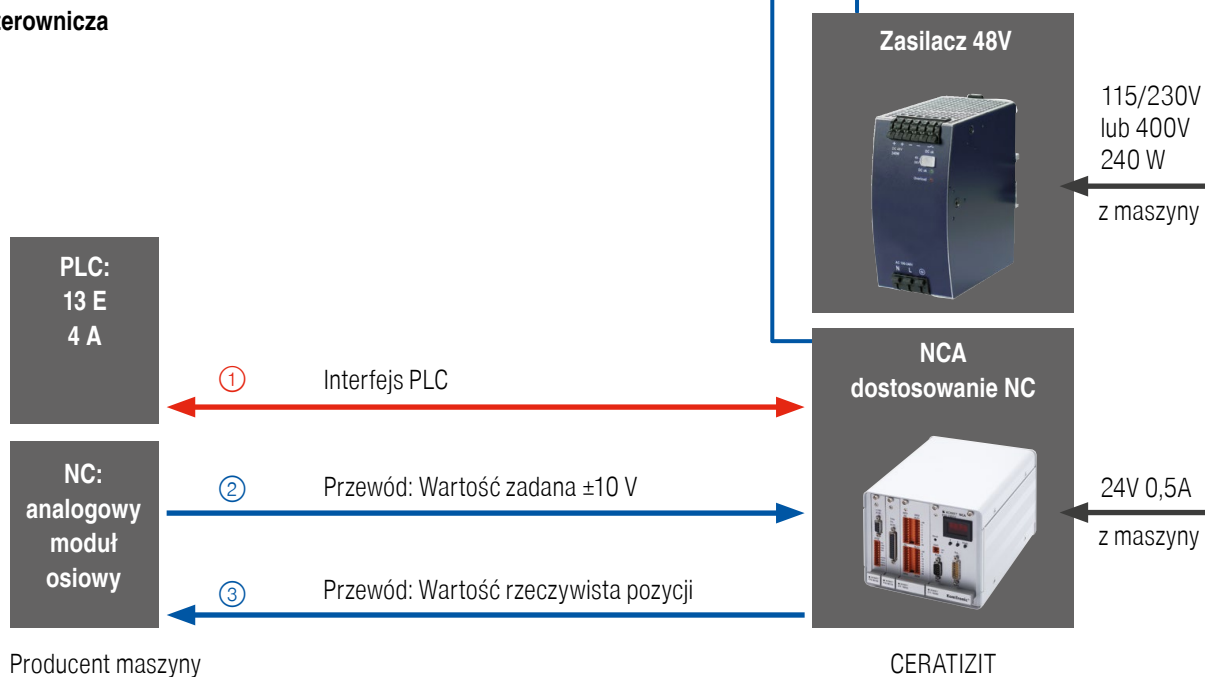 terownicza
Zasilacz 48V
115/230V
lub 400V
240 W
z maszyny
PLC:
13 E
4 A
① Interfejs PLC
NCA
dostosowanie NC
NC:
analogowy
moduł
osiowy
② Przewód: Wartość zadana ±10 V
24V 0,5A
z maszyny
③ Przewód: Wartość rzeczywista pozycji
Producent maszyny
CERATIZIT